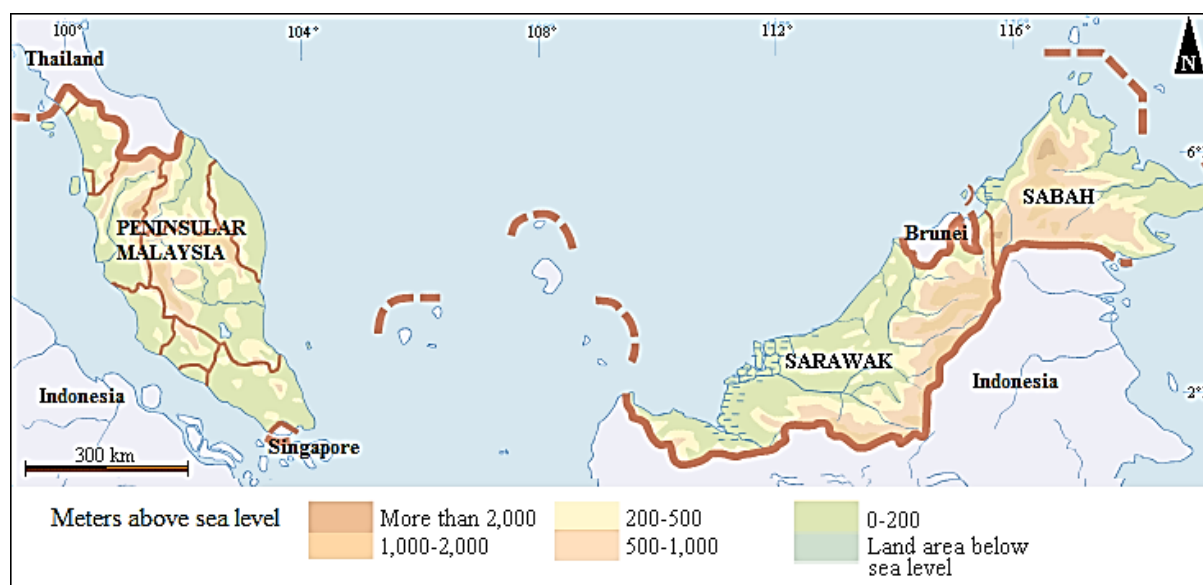 100°
104°
108°
112°
116°
N
Thailand
6°
SABAH
PENINSULAR
MALAYSIA
Brunei
SARAWAK
Indonesia
Indonesia
2°
Singapore
300 km
Meters above sea level
More than 2,000
1,000-2,000
200-500
500-1,000
0-200
Land area below
sea level